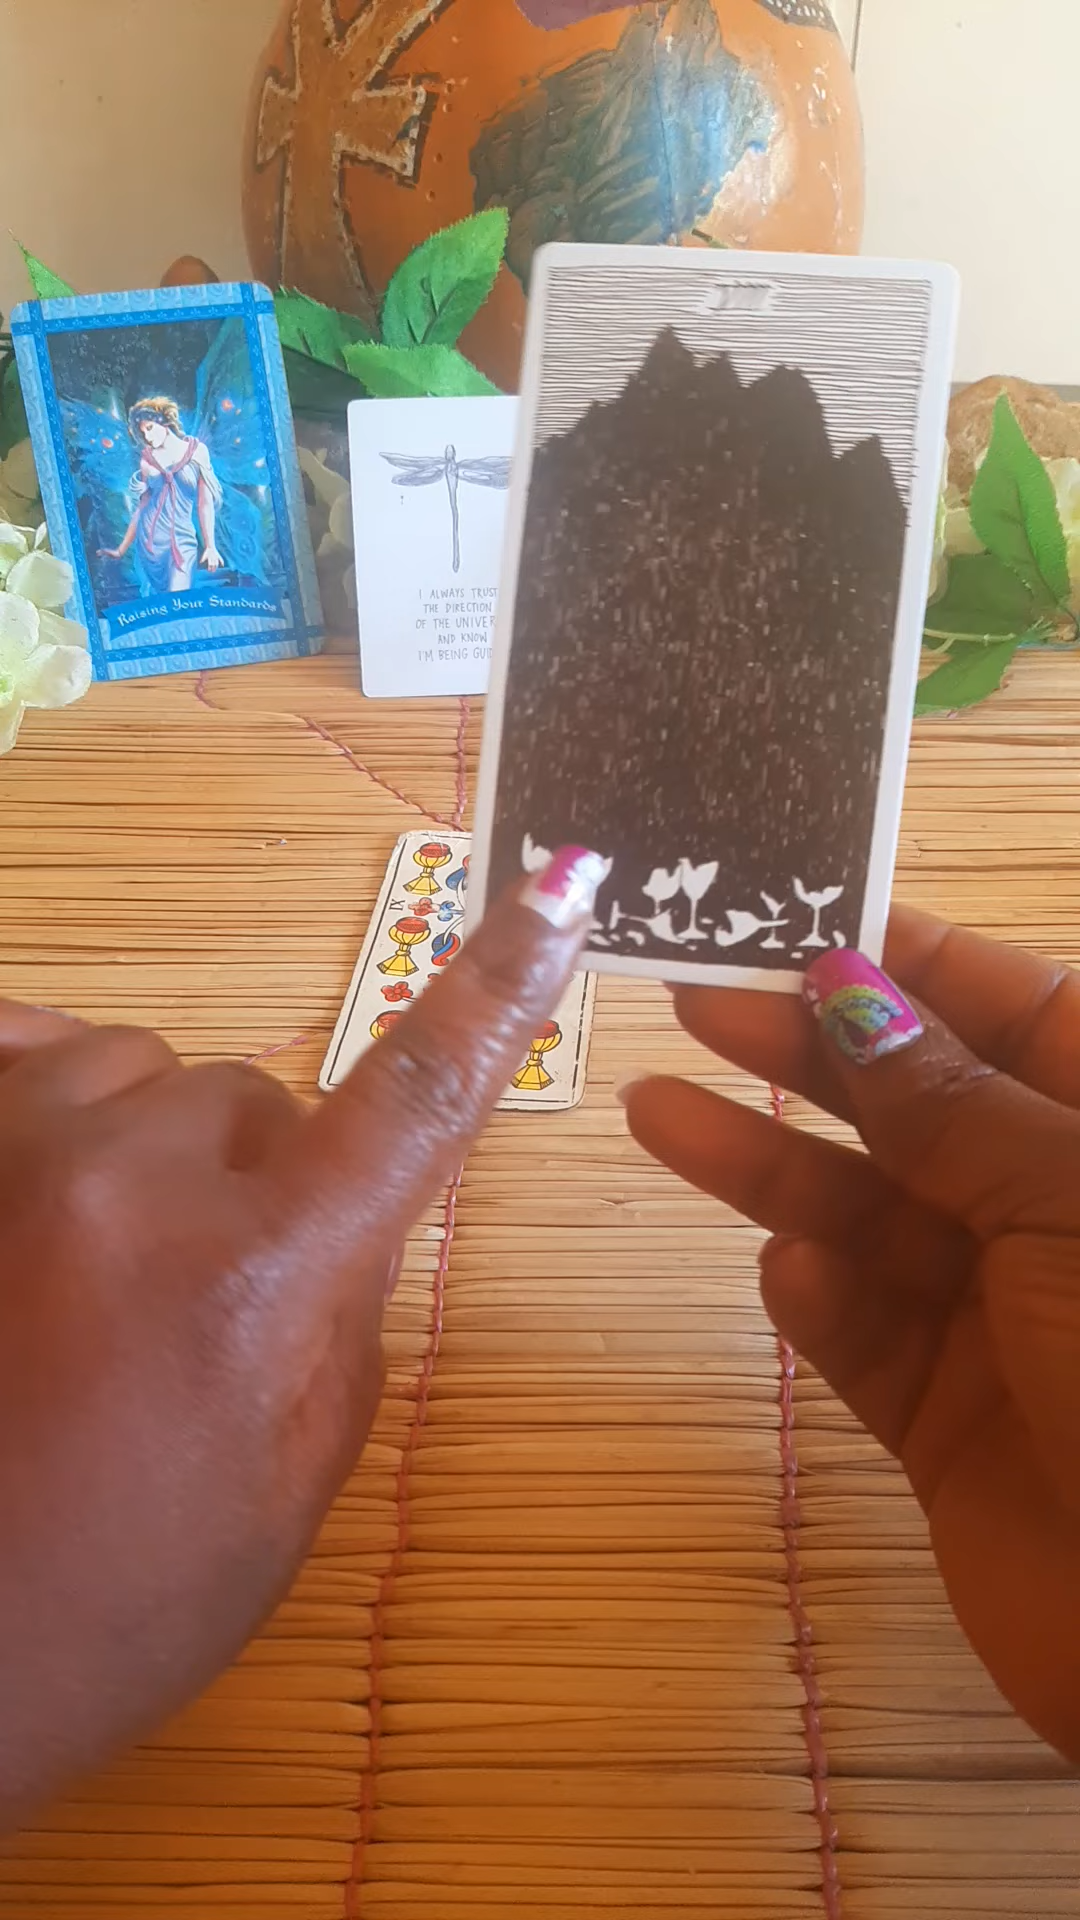 Raising Your Standards
I ALWAYS TRUST
THE DIRECTION
OF THE UNIVER
AND KNOW
I'M BEING GUID
IX